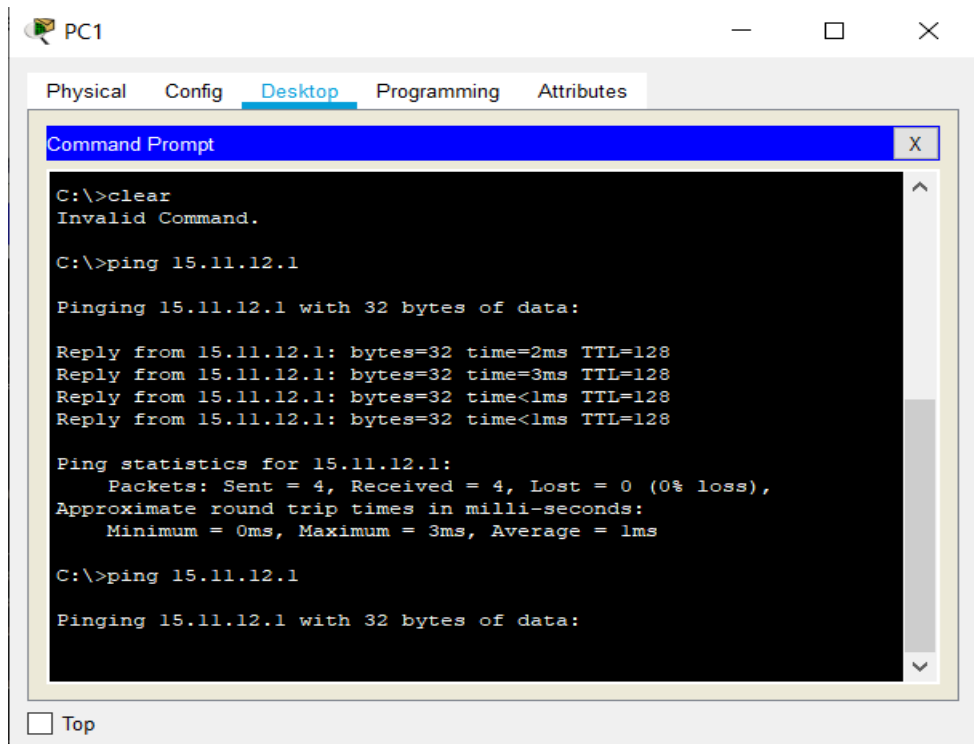 PC1
Physical Config Desktop Programming Attributes
Command Prompt X
C:\>clear
Invalid Command.
C:\>ping 15.11.12.1
Pinging 15.11.12.1 with 32 bytes of data:
Reply from 15.11.12.1: bytes=32 time=2ms TTL=128
Reply from 15.11.12.1: bytes=32 time=3ms TTL=128
Reply from 15.11.12.1: bytes=32 time<1ms TTL=128
Reply from 15.11.12.1: bytes=32 time<1ms TTL=128
Ping statistics for 15.11.12.1:
Packets: Sent = 4, Received = 4, Lost = 0 (0% loss),
Approximate round trip times in milli-seconds:
Minimum = 0ms, Maximum = 3ms, Average = 1ms
C:\>ping 15.11.12.1
Pinging 15.11.12.1 with 32 bytes of data:
Top